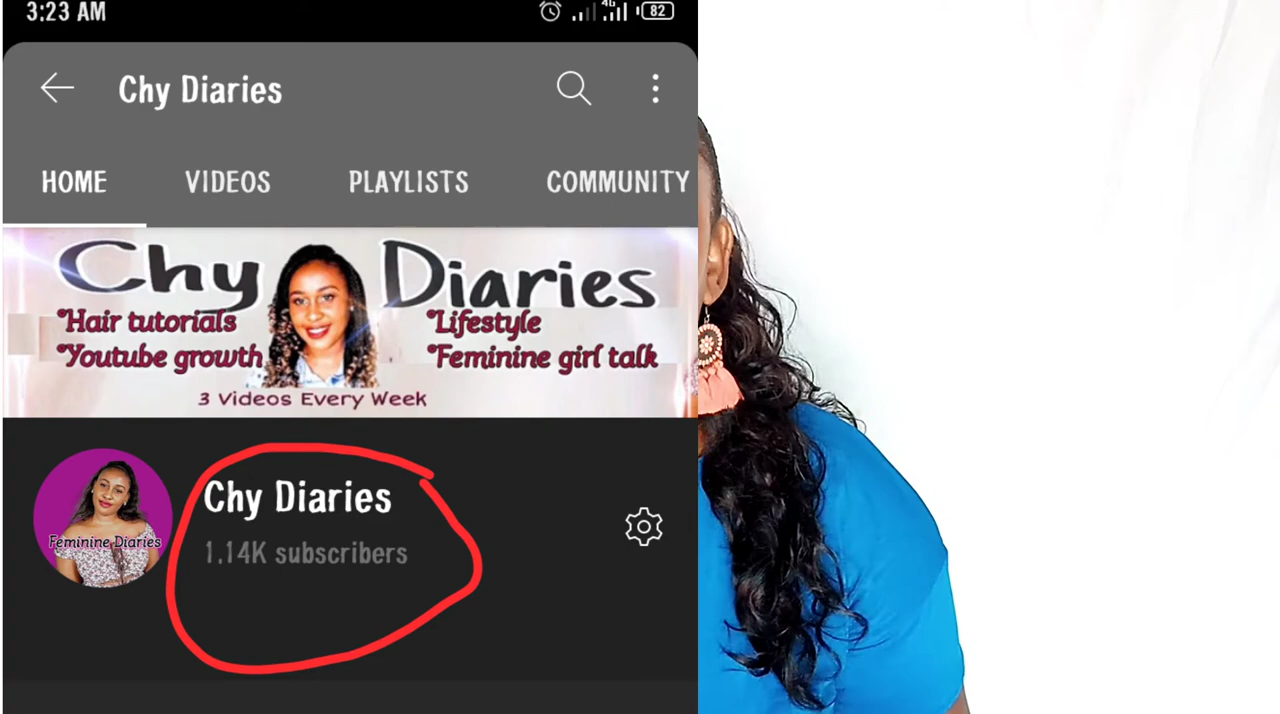 3:23 AM
4G
82
Chy Diaries
HOME VIDEOS PLAYLISTS COMMUNITY
Chy Diaries
°Hair tutorials °Lifestyle
°Youtube growth °Feminine girl talk
3 Videos Every Week
Feminine Diaries
Chy Diaries
1.14K subscribers